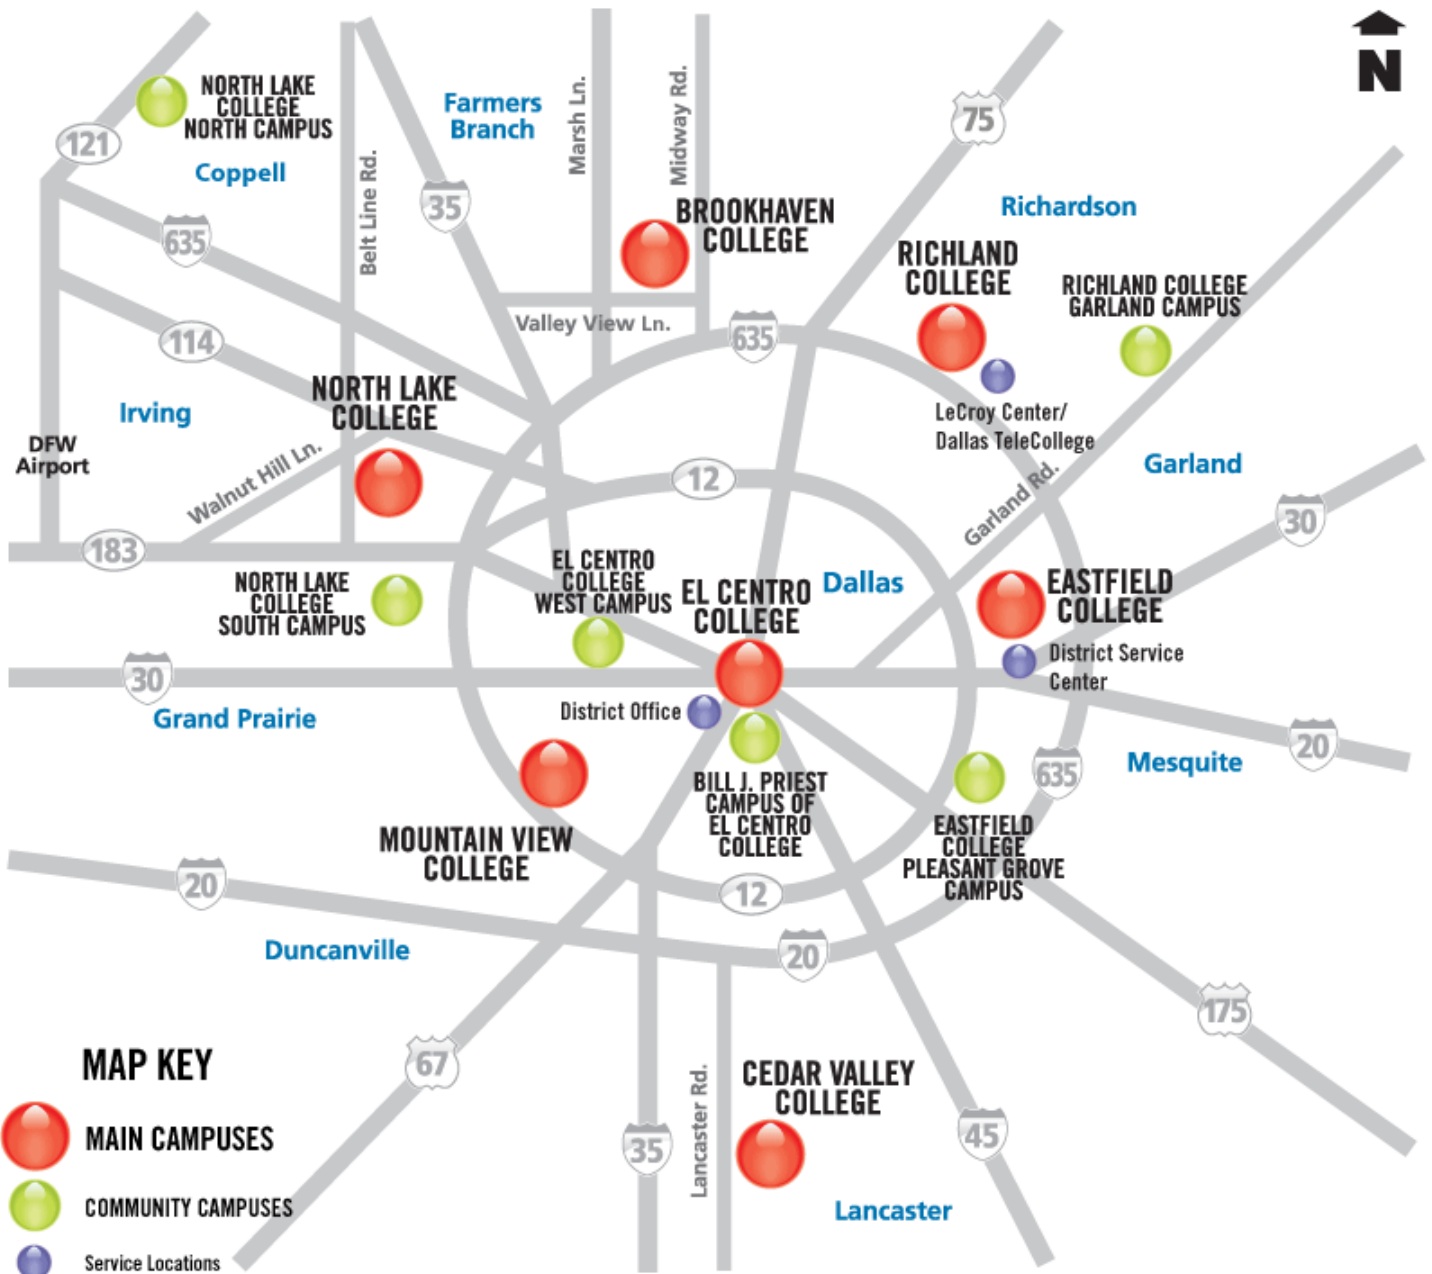 N
NORTH LAKE
COLLEGE
NORTH CAMPUS
121
Coppell
Farmers
Branch
Marsh Ln.
Midway Rd.
75
Belt Line Rd.
35
635
BROOKHAVEN
COLLEGE
Richardson
RICHLAND
COLLEGE
RICHLAND COLLEGE
GARLAND CAMPUS
Valley View Ln.
635
114
NORTH LAKE
COLLEGE
Irving
LeCroy Center/
Dallas TeleCollege
DFW
Airport
Walnut Hill Ln.
12
Garland Rd.
Garland
30
183
EL CENTRO
COLLEGE
WEST CAMPUS
EL CENTRO
COLLEGE
Dallas
EASTFIELD
COLLEGE
NORTH LAKE
COLLEGE
SOUTH CAMPUS
District Service
Center
30
Grand Prairie
District Office
20
Mesquite
635
BILL J. PRIEST
CAMPUS OF
EL CENTRO
COLLEGE
MOUNTAIN VIEW
COLLEGE
EASTFIELD
COLLEGE
PLEASANT GROVE
CAMPUS
20
12
Duncanville
20
175
67
MAP KEY
MAIN CAMPUSES
COMMUNITY CAMPUSES
Service Locations
35
Lancaster Rd.
CEDAR VALLEY
COLLEGE
45
Lancaster